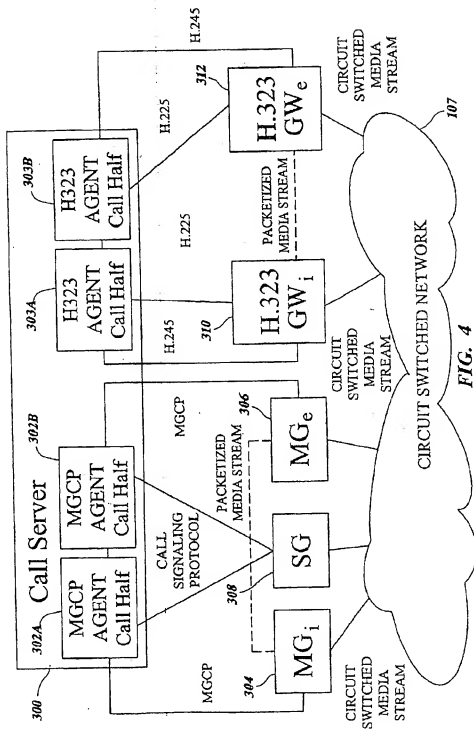 300
Call Server
302A
MGCP
AGENT
Call Half
302B
MGCP
AGENT
Call Half
303A
H323
AGENT
Call Half
303B
H323
AGENT
Call Half
MGCP
CALL
SIGNALING
PROTOCOL
MGCP
H.245
H.225
H.225
H.245
304
MGi
308
SG
PACKETIZED
MEDIA STREAM
306
MGe
310
H.323
GWi
PACKETIZED
MEDIA STREAM
312
H.323
GWe
CIRCUIT
SWITCHED
MEDIA
STREAM
CIRCUIT
SWITCHED
MEDIA
STREAM
CIRCUIT
SWITCHED
MEDIA
STREAM
CIRCUIT SWITCHED NETWORK
107
FIG. 4